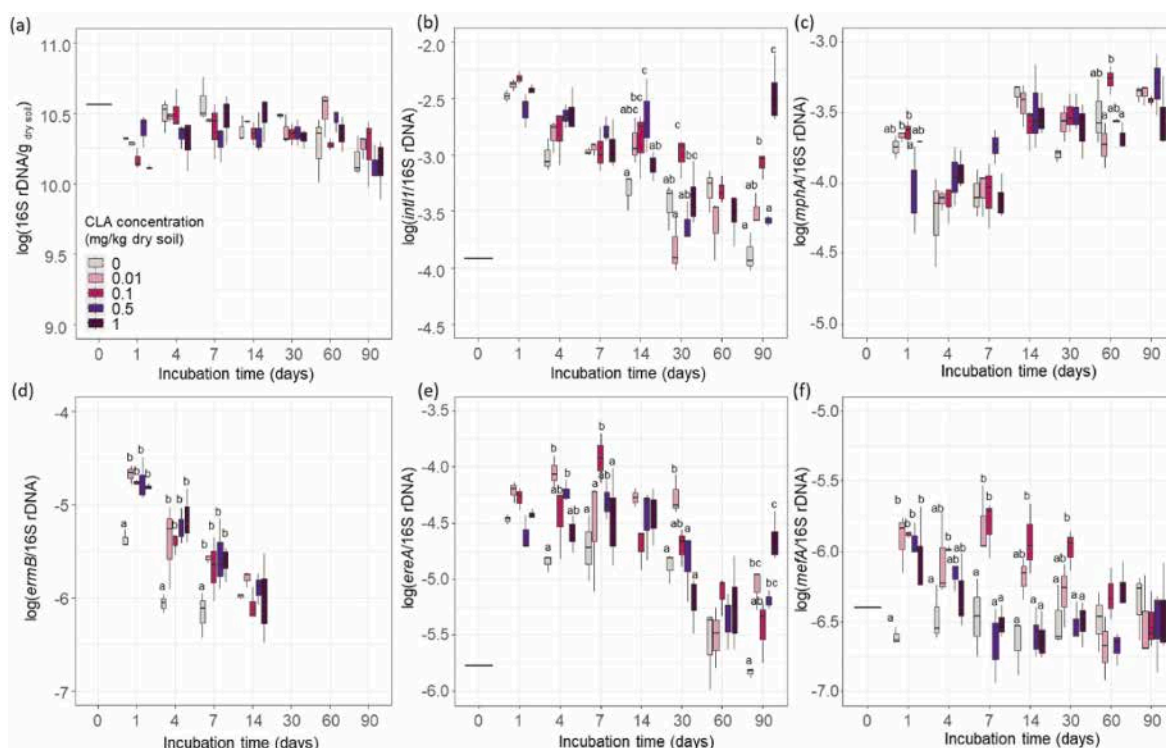 (a)
log(16S rDNA/g dry soil)
11.0
10.5
10.0
9.5
9.0
CLA concentration
(mg/kg dry soil)
0
0.01
0.1
0.5
1
0 1 4 7 14 30 60 90
Incubation time (days)
(b)
log(intI1/16S rDNA)
-2.0
-2.5
-3.0
-3.5
-4.0
-4.5
abc bc c a
ab a c ab bc
a ab b a c
0 1 4 7 14 30 60 90
Incubation time (days)
(c)
log(mphA/16S rDNA)
-3.0
-3.5
-4.0
-4.5
-5.0
ab b b a ab
ab a b ab a
0 1 4 7 14 30 60 90
Incubation time (days)
(d)
log(ermB/16S rDNA)
-4
-5
-6
-7
a b b b b
a b b b b
a b b b b
0 1 4 7 14 30 60 90
Incubation time (days)
(e)
log(ereA/16S rDNA)
-3.5
-4.0
-4.5
-5.0
-5.5
-6.0
a b ab b ab
a a b ab a
a b a a a
a bc ab bc c
0 1 4 7 14 30 60 90
Incubation time (days)
(f)
log(mefA/16S rDNA)
-5.0
-5.5
-6.0
-6.5
-7.0
a b b b b
a ab b ab ab
a b b a a
a b b a a
a ab b a a
0 1 4 7 14 30 60 90
Incubation time (days)